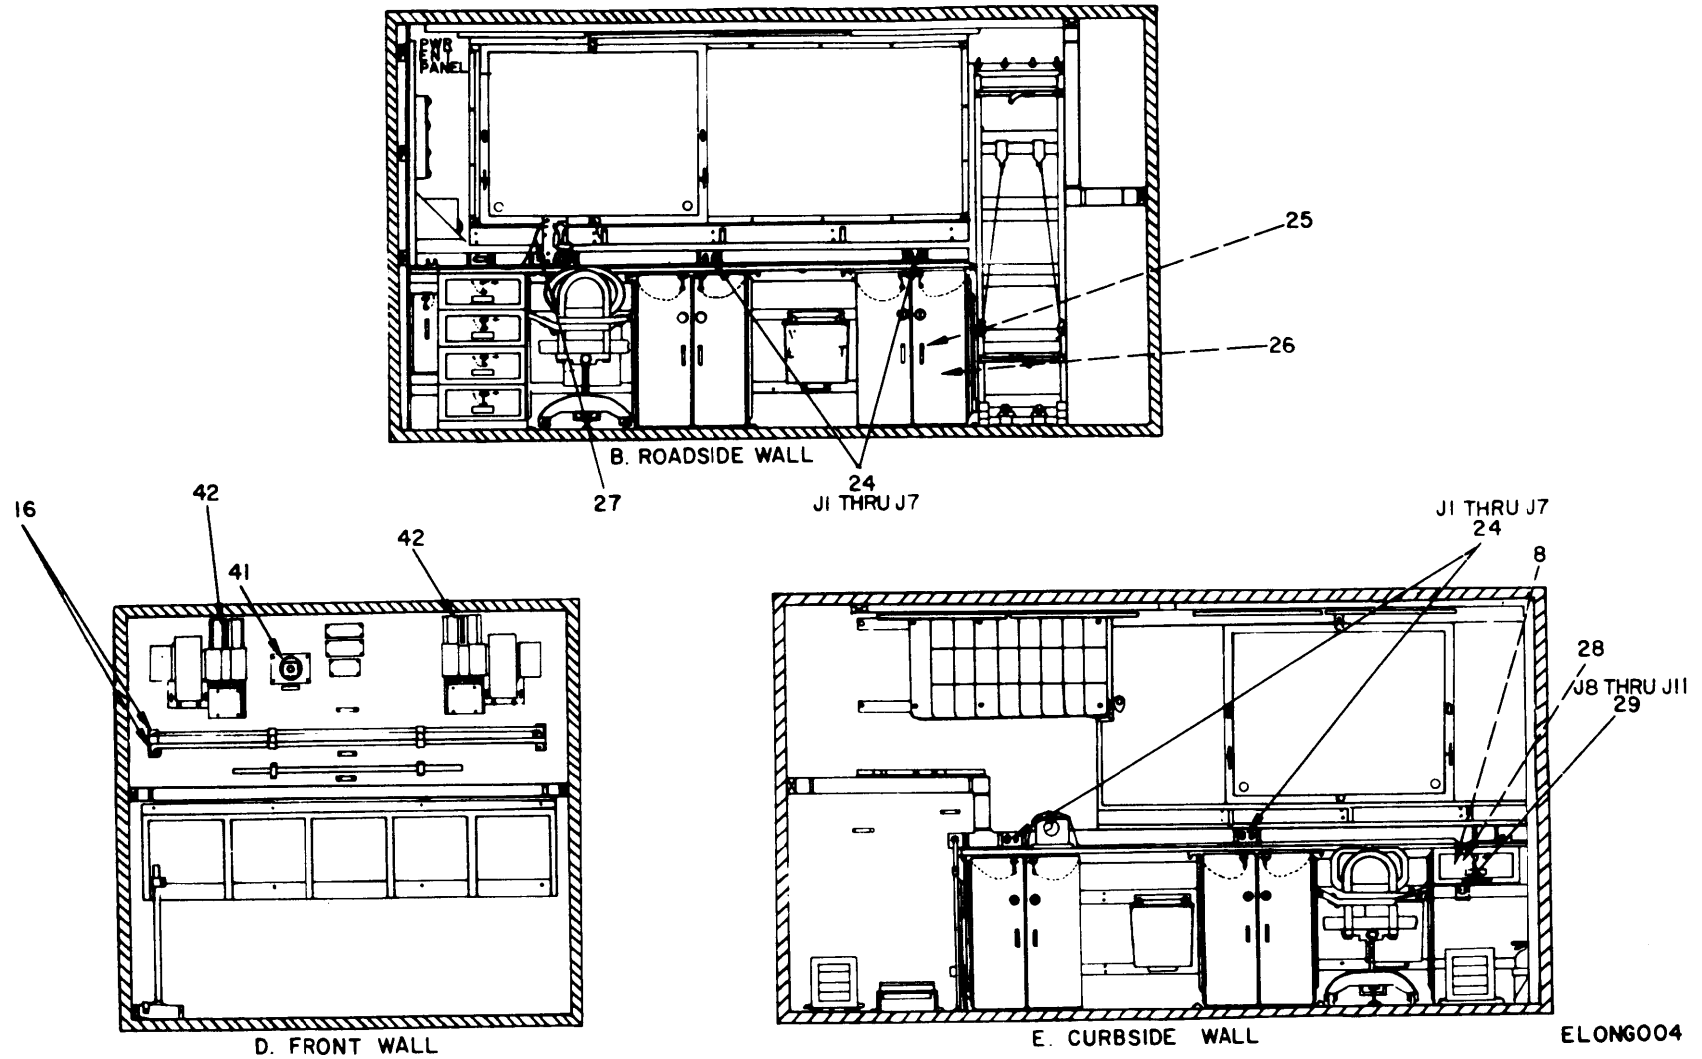 PWR
ENT
PANEL
25
26
B. ROADSIDE WALL
27
24
J1 THRU J7
16
42
41
42
D. FRONT WALL
J1 THRU J7
24
8
28
J8 THRU J11
29
E. CURBSIDE WALL
ELONG004